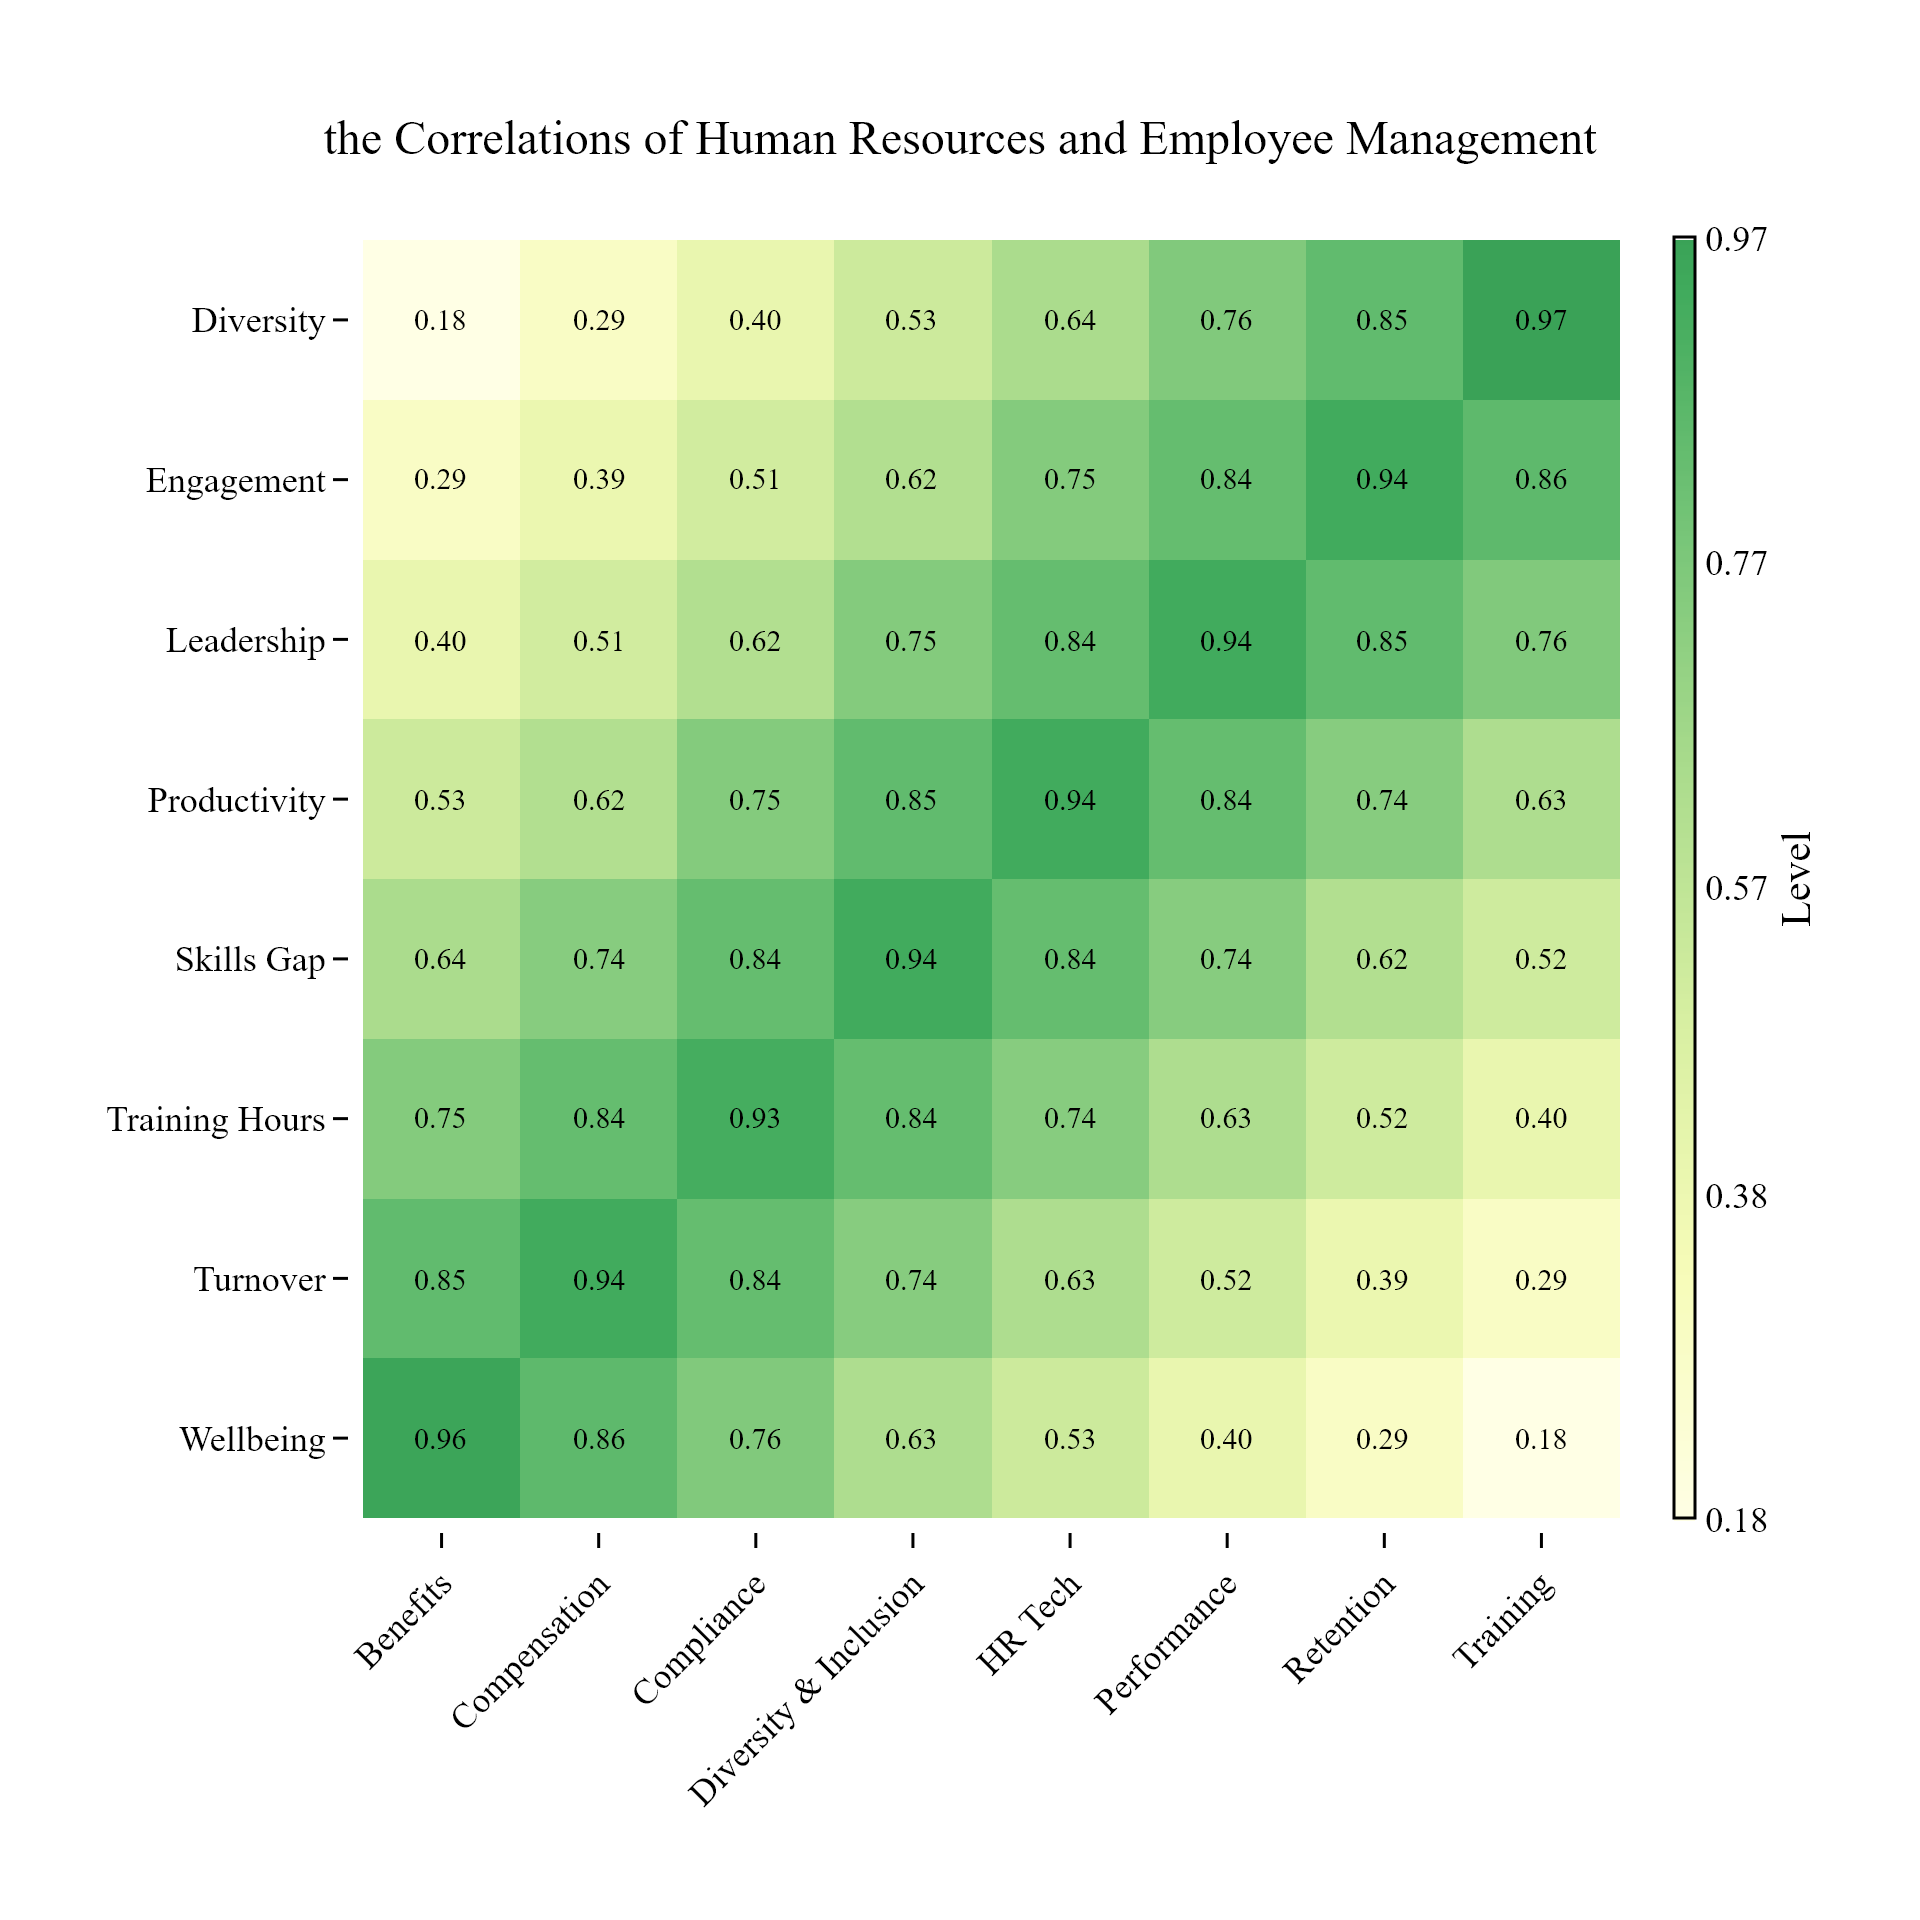 the Correlations of Human Resources and Employee Management
Diversity 0.18 0.29 0.40 0.53 0.64 0.76 0.85 0.97
Engagement 0.29 0.39 0.51 0.62 0.75 0.84 0.94 0.86
Leadership 0.40 0.51 0.62 0.75 0.84 0.94 0.85 0.76
Productivity 0.53 0.62 0.75 0.85 0.94 0.84 0.74 0.63
Skills Gap 0.64 0.74 0.84 0.94 0.84 0.74 0.62 0.52
Training Hours 0.75 0.84 0.93 0.84 0.74 0.63 0.52 0.40
Turnover 0.85 0.94 0.84 0.74 0.63 0.52 0.39 0.29
Wellbeing 0.96 0.86 0.76 0.63 0.53 0.40 0.29 0.18
Benefits
Compensation
Compliance
Diversity & Inclusion
HR Tech
Performance
Retention
Training
0.97
0.77
0.57
0.38
0.18
Level